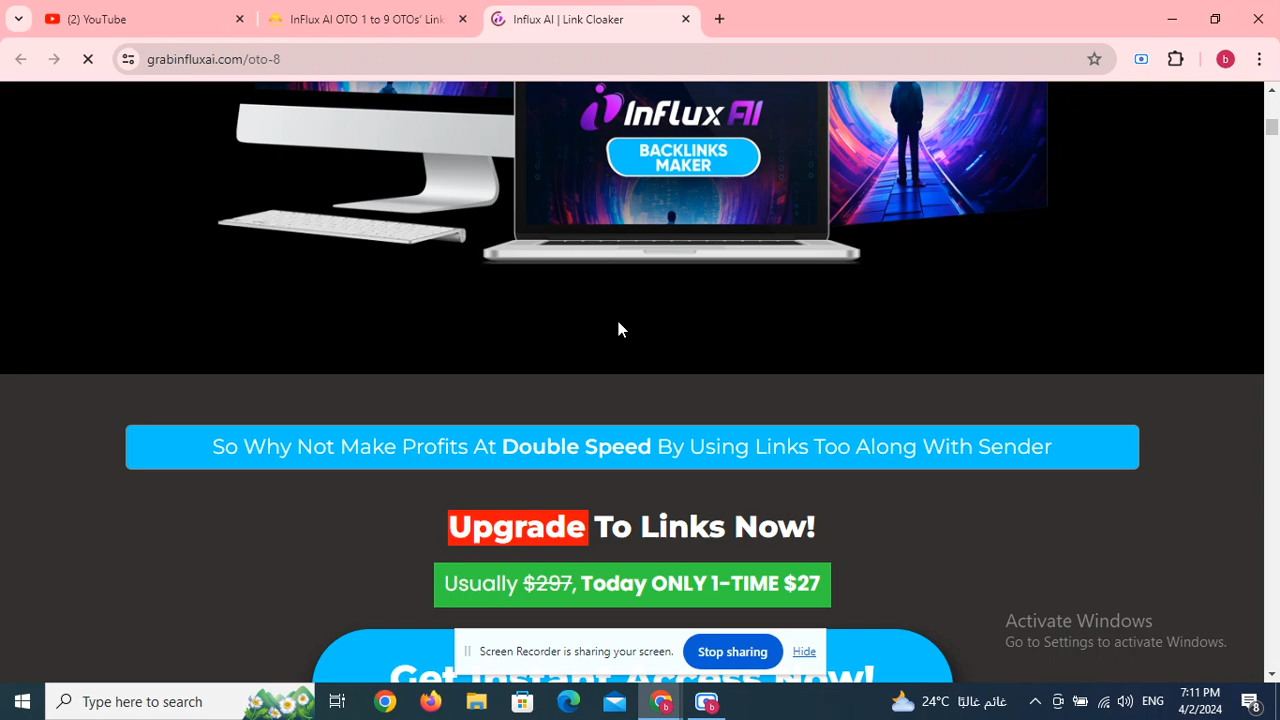 (2) YouTube
InFlux AI OTO 1 to 9 OTOs' Link
Influx AI | Link Cloaker
grabinfluxai.com/oto-8
b
InFlux AI
BACKLINKS
MAKER
So Why Not Make Profits At Double Speed By Using Links Too Along With Sender
Upgrade To Links Now!
Usually $297, Today ONLY 1-TIME $27
Get Instant Access Now!
Screen Recorder is sharing your screen.
Stop sharing
Hide
Activate Windows
Go to Settings to activate Windows.
Type here to search
24°C غائم غالبًا
ENG
7:11 PM
4/2/2024
8